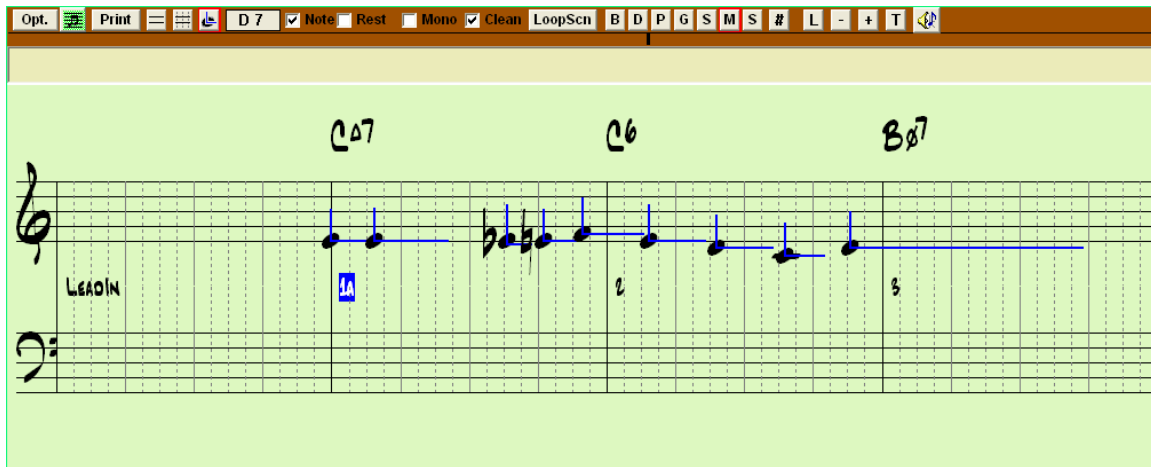 Opt. Print D 7 Note Rest Mono Clean LoopScn B D P G S M S # L - + T
C∆7 C6 Bø7
LEADIN 1A 2 3